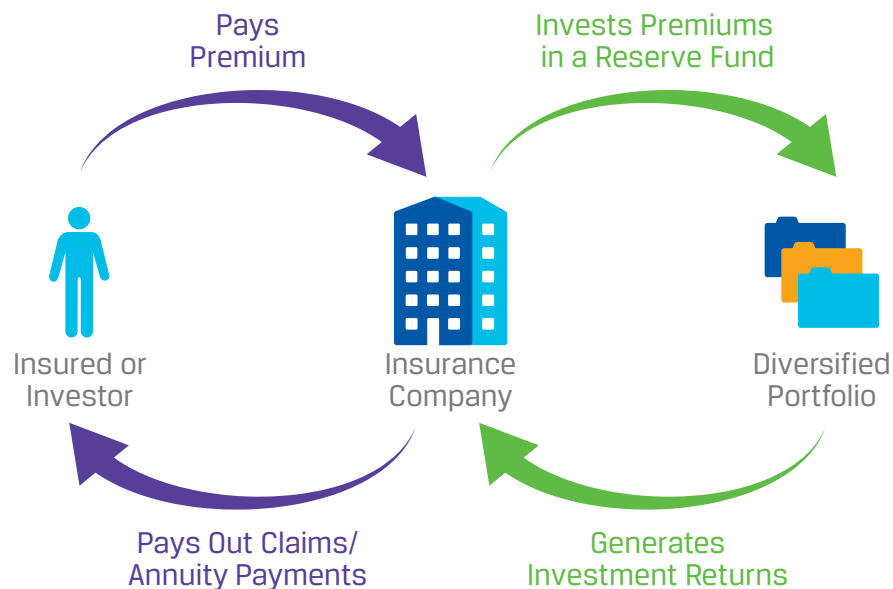 Pays
Premium
Invests Premiums
in a Reserve Fund
Insured or
Investor
Insurance
Company
Diversified
Portfolio
Pays Out Claims/
Annuity Payments
Generates
Investment Returns